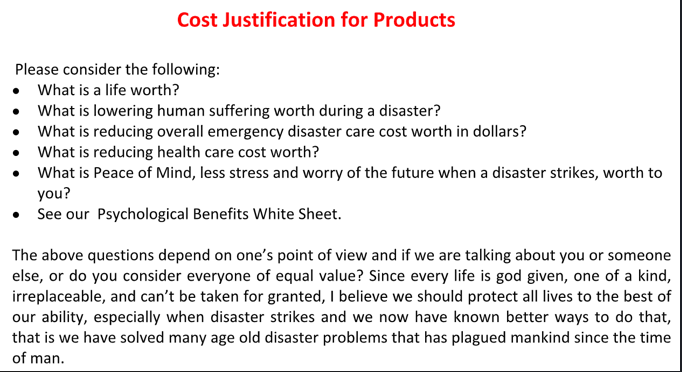 Cost Justification for Products
Please consider the following:
• What is a life worth?
• What is lowering human suffering worth during a disaster?
• What is reducing overall emergency disaster care cost worth in dollars?
• What is reducing health care cost worth?
• What is Peace of Mind, less stress and worry of the future when a disaster strikes, worth to
you?
• See our  Psychological Benefits White Sheet.
The above questions depend on one’s point of view and if we are talking about you or someone
else, or do you consider everyone of equal value? Since every life is god given, one of a kind,
irreplaceable, and can’t be taken for granted, I believe we should protect all lives to the best of
our ability, especially when disaster strikes and we now have known better ways to do that,
that is we have solved many age old disaster problems that has plagued mankind since the time
of man.